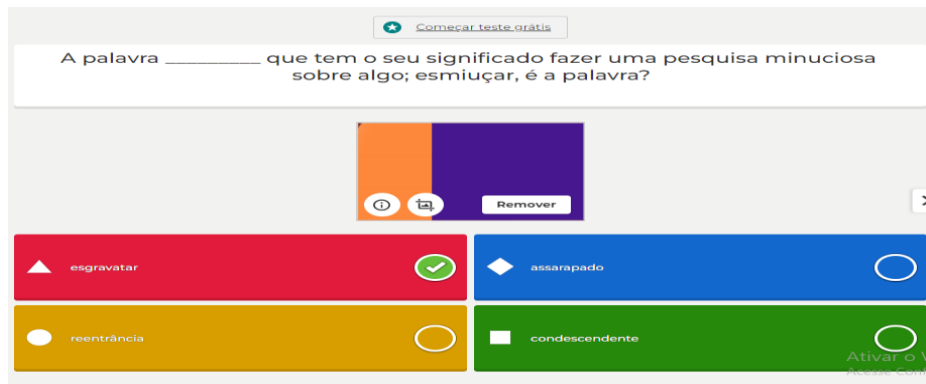 Começar teste grátis
A palavra _________ que tem o seu significado fazer uma pesquisa minuciosa
sobre algo; esmiuçar, é a palavra?
Remover
esgravatar
assarapado
reentrância
condescendente
Ativar o